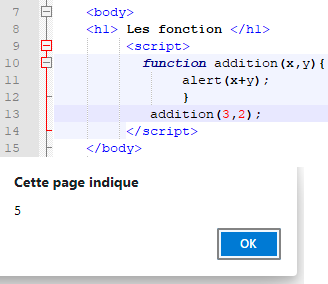 7 <body>
8 <h1> Les fonction </h1>
9 <script>
10 function addition(x,y){
11 alert(x+y);
12 }
13 addition(3,2);
14 </script>
15 </body>
Cette page indique
5
OK